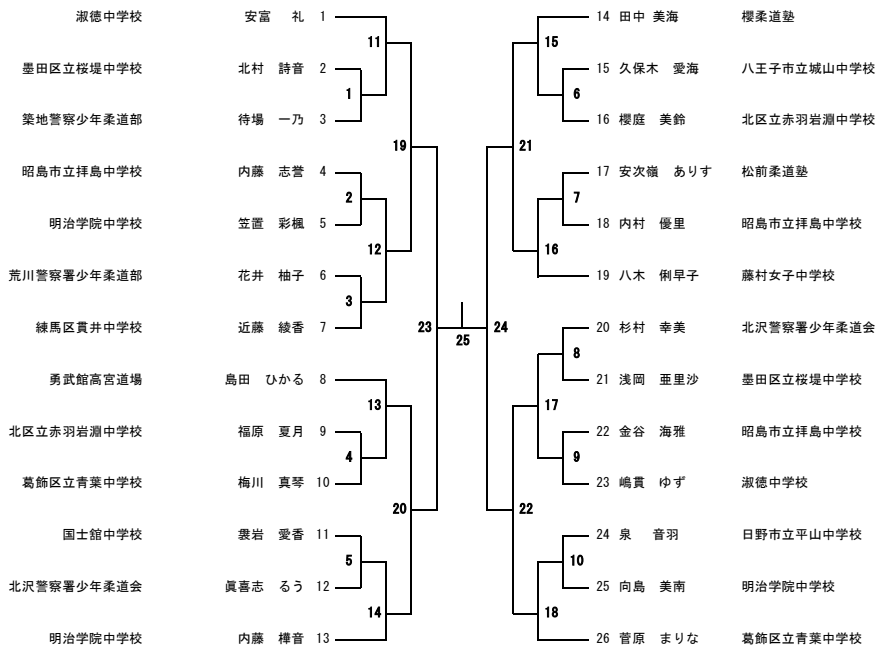 淑徳中学校 安富　礼 1 14 田中 美海 櫻柔道塾
11 15
墨田区立桜堤中学校 北村　詩音 2 15 久保木　愛海 八王子市立城山中学校
1 6
築地警察少年柔道部 待場　一乃 3 16 櫻庭　美鈴 北区立赤羽岩淵中学校
19 21
昭島市立拝島中学校 内藤　志誉 4 17 安次嶺　ありす 松前柔道塾
2 7
明治学院中学校 笠置　彩楓 5 18 内村　優里 昭島市立拝島中学校
12 16
荒川警察署少年柔道部 花井　柚子 6 19 八木　俐早子 藤村女子中学校
3
練馬区貫井中学校 近藤　綾香 7 20 杉村　幸美 北沢警察署少年柔道会
23 25 24
8
勇武館高宮道場 島田　ひかる 8 21 浅岡　亜里沙 墨田区立桜堤中学校
13 17
北区立赤羽岩淵中学校 福原　夏月 9 22 金谷　海雅 昭島市立拝島中学校
4 9
葛飾区立青葉中学校 梅川　真琴 10 23 嶋貫　ゆず 淑徳中学校
20 22
国士舘中学校 袰岩　愛香 11 24 泉　音羽 日野市立平山中学校
5 10
北沢警察署少年柔道会 眞喜志　るう 12 25 向島　美南 明治学院中学校
14 18
明治学院中学校 内藤　樺音 13 26 菅原　まりな 葛飾区立青葉中学校